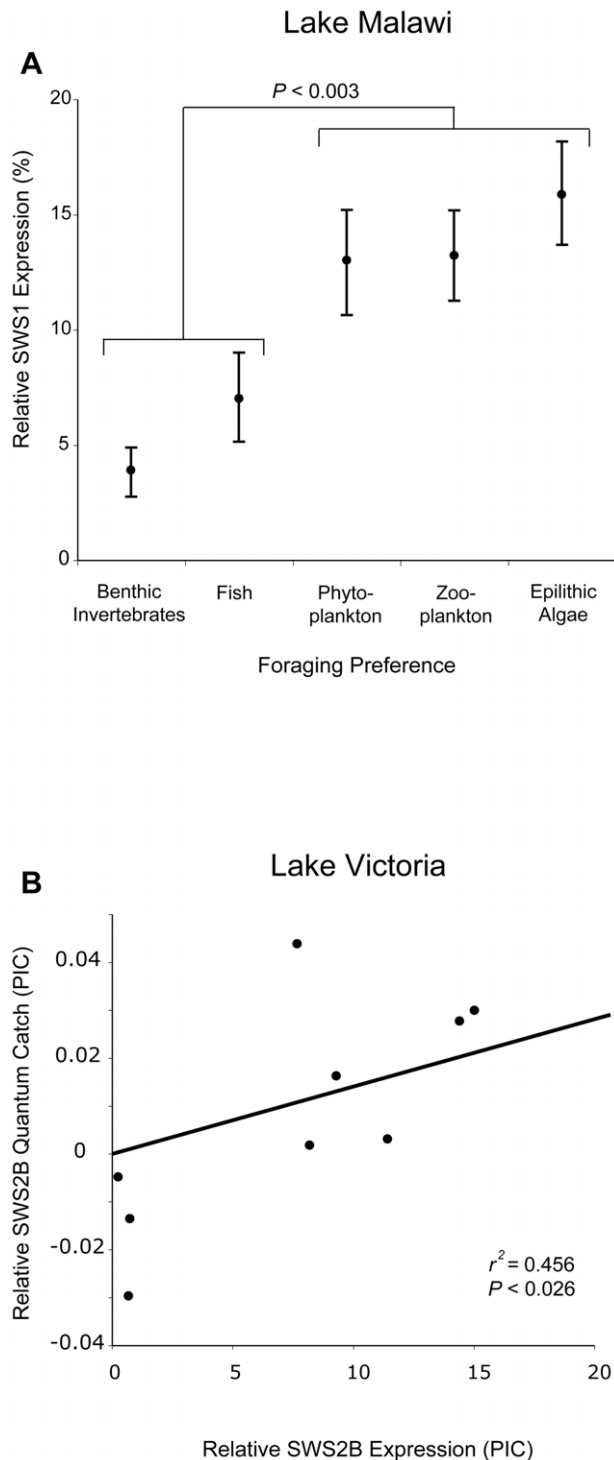 Lake Malawi
A
P < 0.003
20
15
10
5
0
Relative SWS1 Expression (%)
Benthic
Invertebrates
Fish
Phyto-
plankton
Zoo-
plankton
Epilithic
Algae
Foraging Preference
Lake Victoria
B
0.04
0.02
0
-0.02
-0.04
Relative SWS2B Quantum Catch (PIC)
r² = 0.456
P < 0.026
0 5 10 15 20
Relative SWS2B Expression (PIC)